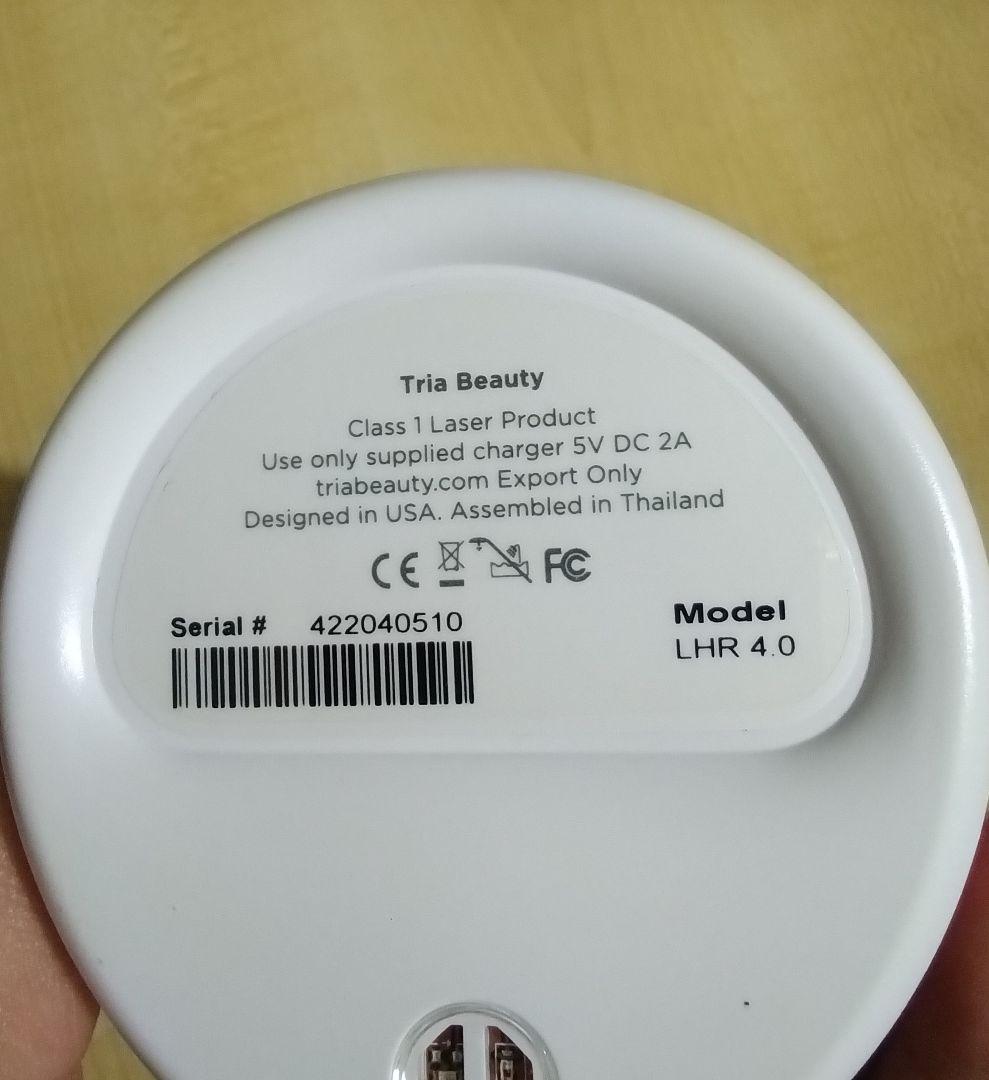 Tria Beauty
Class 1 Laser Product
Use only supplied charger 5V DC 2A
triabeauty.com Export Only
Designed in USA. Assembled in Thailand
CE FC
Serial # 422040510
Model
LHR 4.0